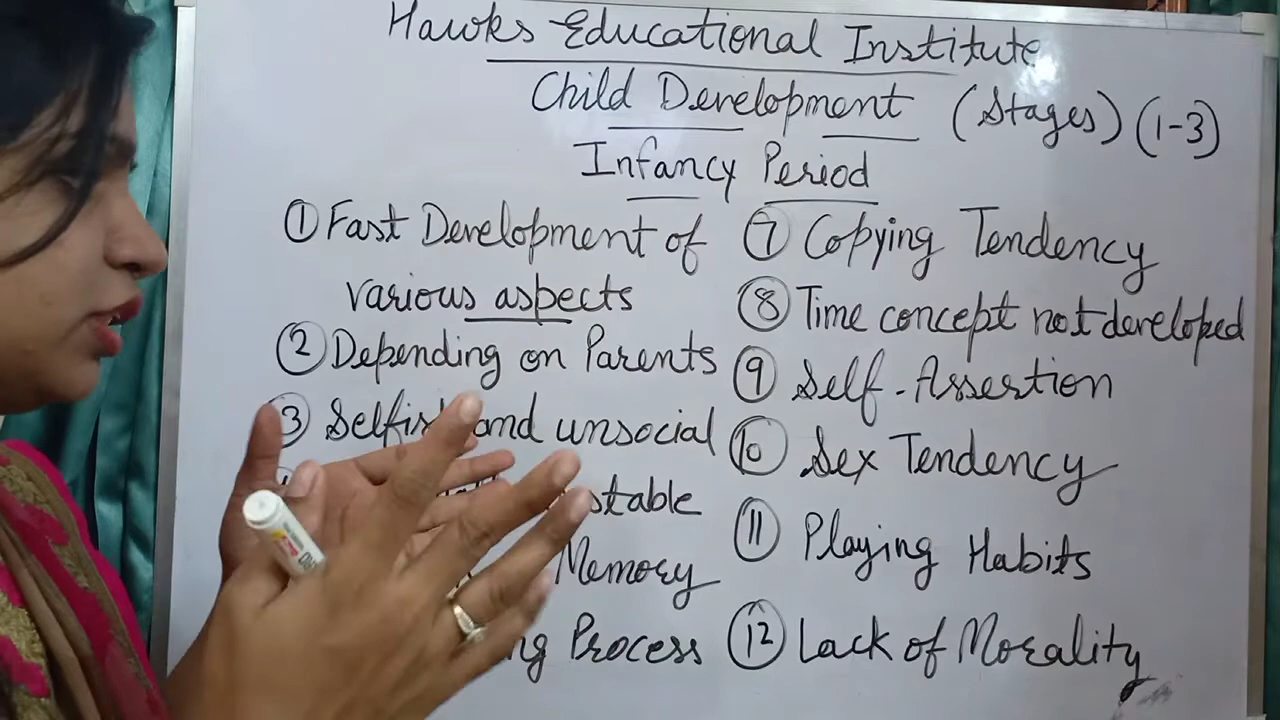 Hawks Educational Institute
Child Development (Stages) (1-3)
Infancy Period
① Fast Development of
various aspects
② Depending on Parents
③ Selfish and unsocial
stable
Memory
Process
⑦ Copying Tendency
⑧ Time concept not developed
⑨ Self-Assertion
⑩ Sex Tendency
⑪ Playing Habits
⑫ Lack of Morality